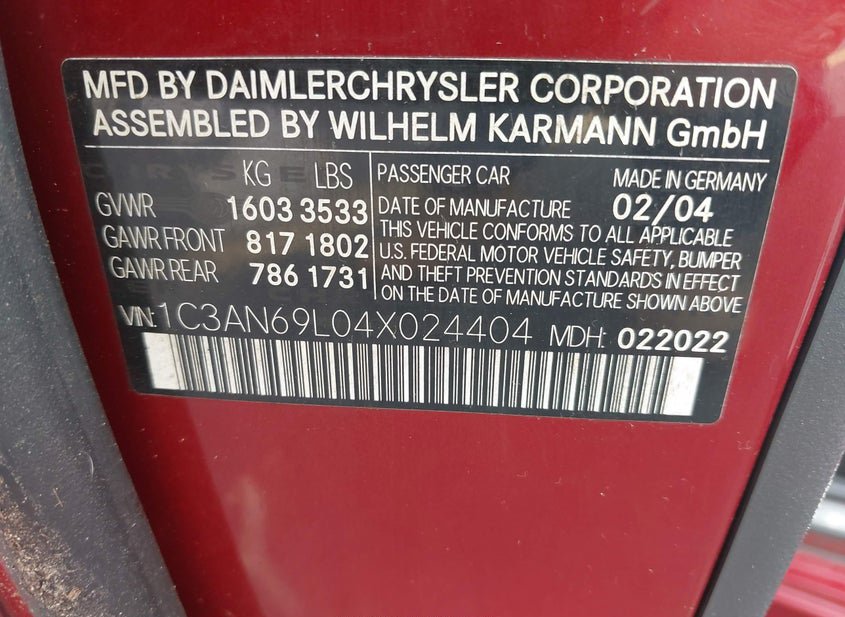 MFD BY DAIMLERCHRYSLER CORPORATION
ASSEMBLED BY WILHELM KARMANN GmbH
KG LBS
GVWR 1603 3533
GAWR FRONT 817 1802
GAWR REAR 786 1731
PASSENGER CAR MADE IN GERMANY
DATE OF MANUFACTURE 02/04
THIS VEHICLE CONFORMS TO ALL APPLICABLE
U.S. FEDERAL MOTOR VEHICLE SAFETY, BUMPER
AND THEFT PREVENTION STANDARDS IN EFFECT
ON THE DATE OF MANUFACTURE SHOWN ABOVE
VIN: 1C3AN69L04X024404 MDH: 022022